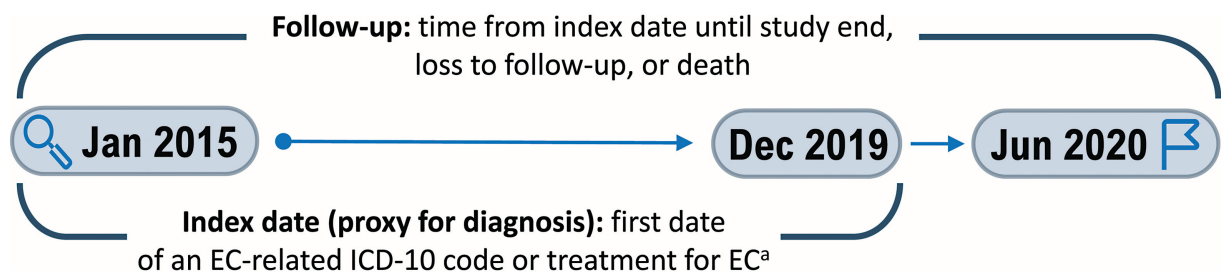 Follow-up: time from index date until study end,
loss to follow-up, or death
Jan 2015
Dec 2019
Jun 2020
Index date (proxy for diagnosis): first date
of an EC-related ICD-10 code or treatment for ECᵃ